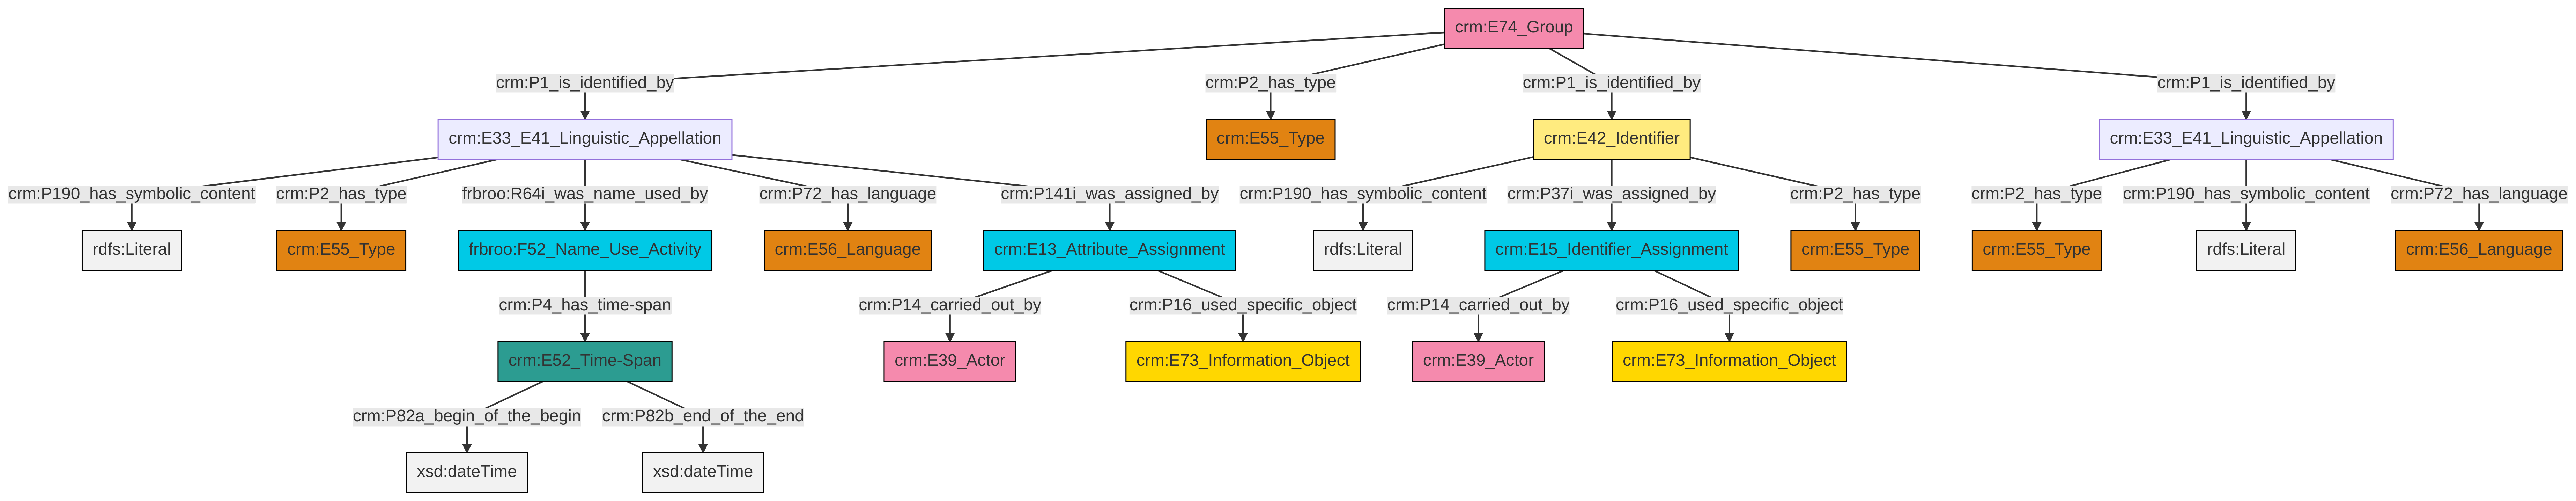 crm:E74_Group
crm:P1_is_identified_by
crm:P2_has_type
crm:P1_is_identified_by
crm:P1_is_identified_by
crm:E33_E41_Linguistic_Appellation
crm:E55_Type
crm:E42_Identifier
crm:E33_E41_Linguistic_Appellation
crm:P190_has_symbolic_content
crm:P2_has_type
frbroo:R64i_was_name_used_by
crm:P72_has_language
crm:P141i_was_assigned_by
crm:P190_has_symbolic_content
crm:P37i_was_assigned_by
crm:P2_has_type
crm:P2_has_type
crm:P190_has_symbolic_content
crm:P72_has_language
rdfs:Literal
crm:E55_Type
frbroo:F52_Name_Use_Activity
crm:E56_Language
crm:E13_Attribute_Assignment
rdfs:Literal
crm:E15_Identifier_Assignment
crm:E55_Type
crm:E55_Type
rdfs:Literal
crm:E56_Language
crm:P4_has_time-span
crm:P14_carried_out_by
crm:P16_used_specific_object
crm:P14_carried_out_by
crm:P16_used_specific_object
crm:E52_Time-Span
crm:E39_Actor
crm:E73_Information_Object
crm:E39_Actor
crm:E73_Information_Object
crm:P82a_begin_of_the_begin
crm:P82b_end_of_the_end
xsd:dateTime
xsd:dateTime